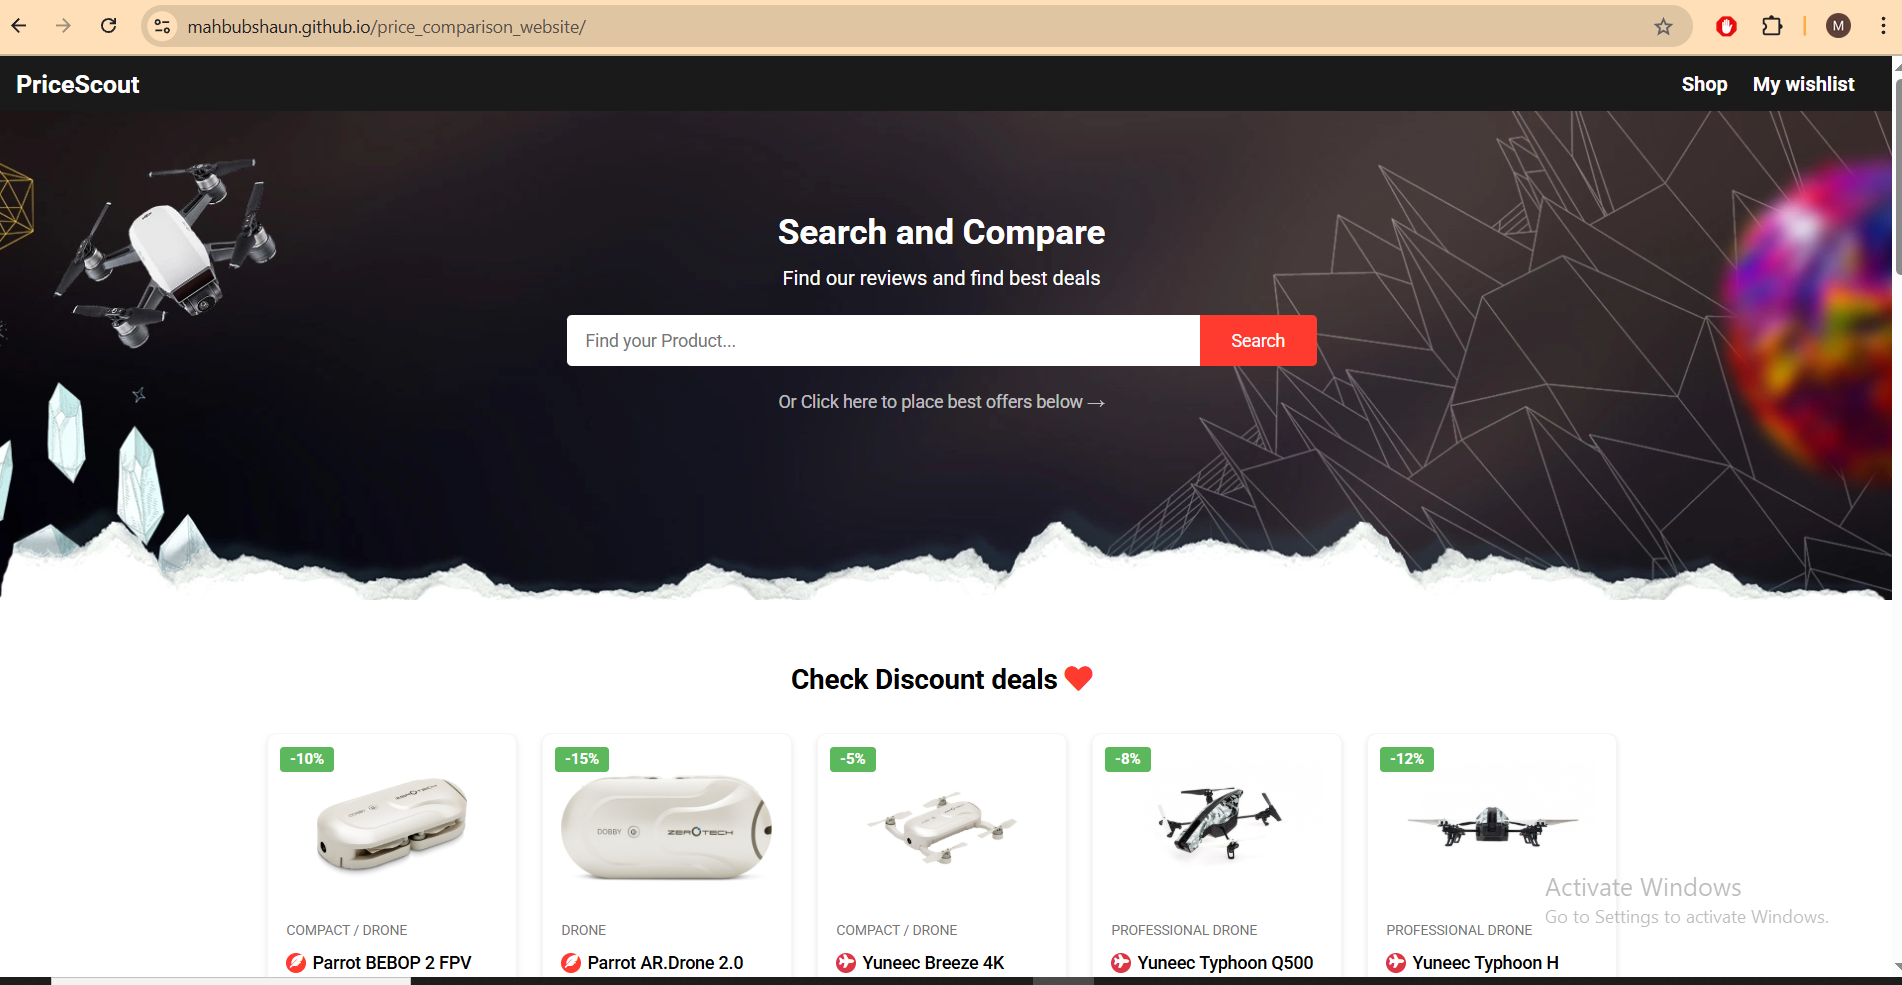 mahbubshaun.github.io/price_comparison_website/
M
PriceScout
Shop
My wishlist
Search and Compare
Find our reviews and find best deals
Find your Product...
Search
Or Click here to place best offers below →
Check Discount deals
-10%
-15%
-5%
-8%
-12%
DOBBY
ZEROTECH
DOBBY
ZEROTECH
COMPACT / DRONE
DRONE
COMPACT / DRONE
PROFESSIONAL DRONE
PROFESSIONAL DRONE
Parrot BEBOP 2 FPV
Parrot AR.Drone 2.0
Yuneec Breeze 4K
Yuneec Typhoon Q500
Yuneec Typhoon H
Activate Windows
Go to Settings to activate Windows.